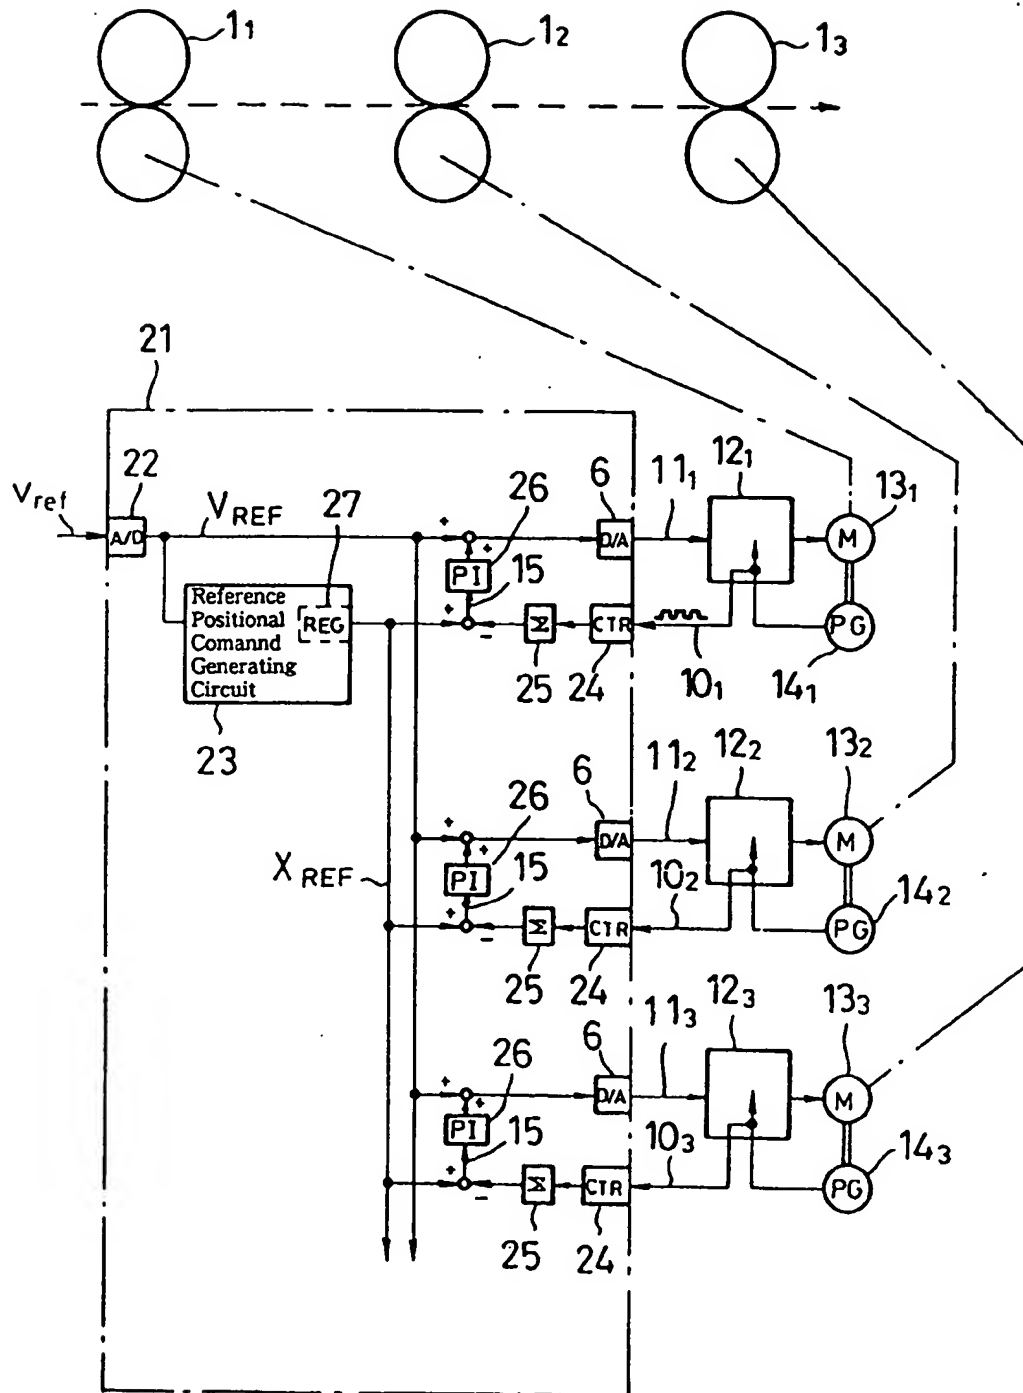 1₁ 1₂ 1₃
21
22 V_REF 27 26 6 11₁ 12₁ 13₁
V_ref A/D + + D/A M
PI 15
Reference
Positional
Comannd
Generating
Circuit
REG + − Σ CTR PG
23 25 24 10₁ 14₁
26 6 11₂ 12₂ 13₂
+ + D/A M
X_REF PI 15 10₂ 14₂
+ − Σ CTR PG
25 24
26 6 11₃ 12₃ 13₃
+ + D/A M
PI 15 10₃ 14₃
+ − Σ CTR PG
25 24